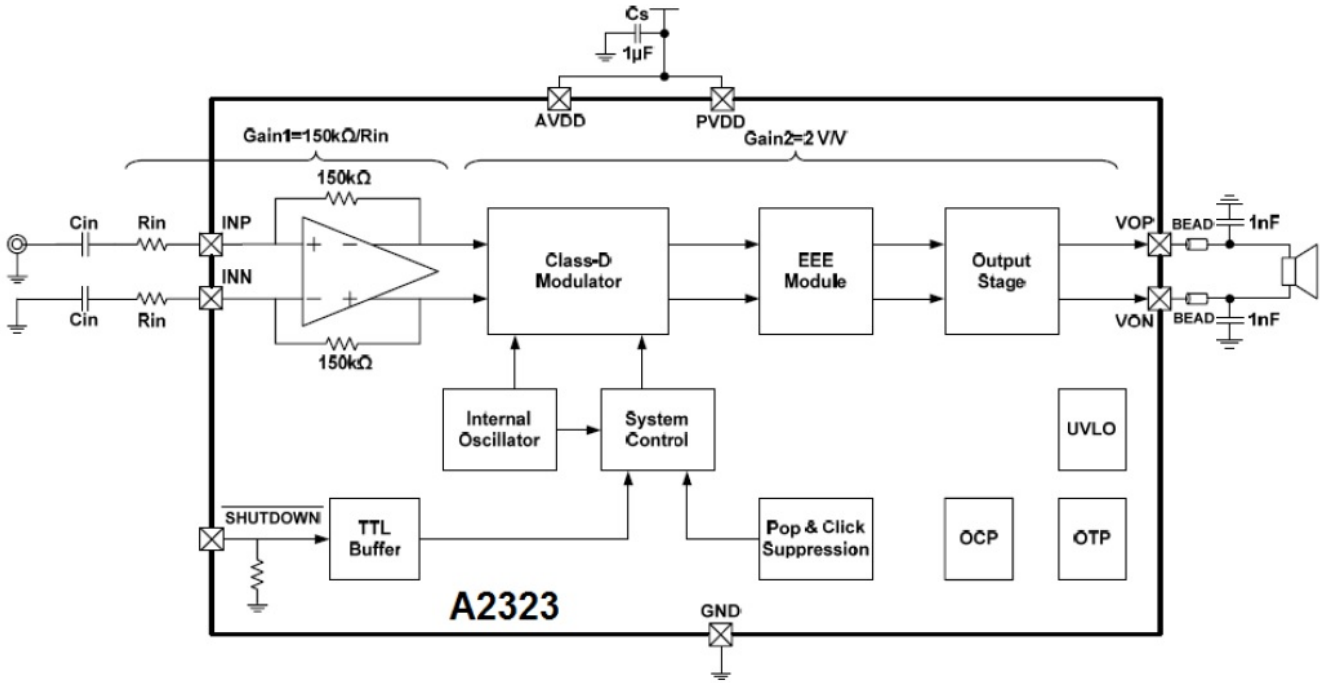 Cs
1µF
AVDD
PVDD
Gain1=150kΩ/Rin
Gain2=2 V/V
150kΩ
Cin
Rin
INP
+ −
VOP
BEAD
1nF
Class-D
Modulator
EEE
Module
Output
Stage
INN
− +
Cin
Rin
150kΩ
VON
BEAD
1nF
Internal
Oscillator
System
Control
UVLO
SHUTDOWN
TTL
Buffer
Pop & Click
Suppression
OCP
OTP
A2323
GND